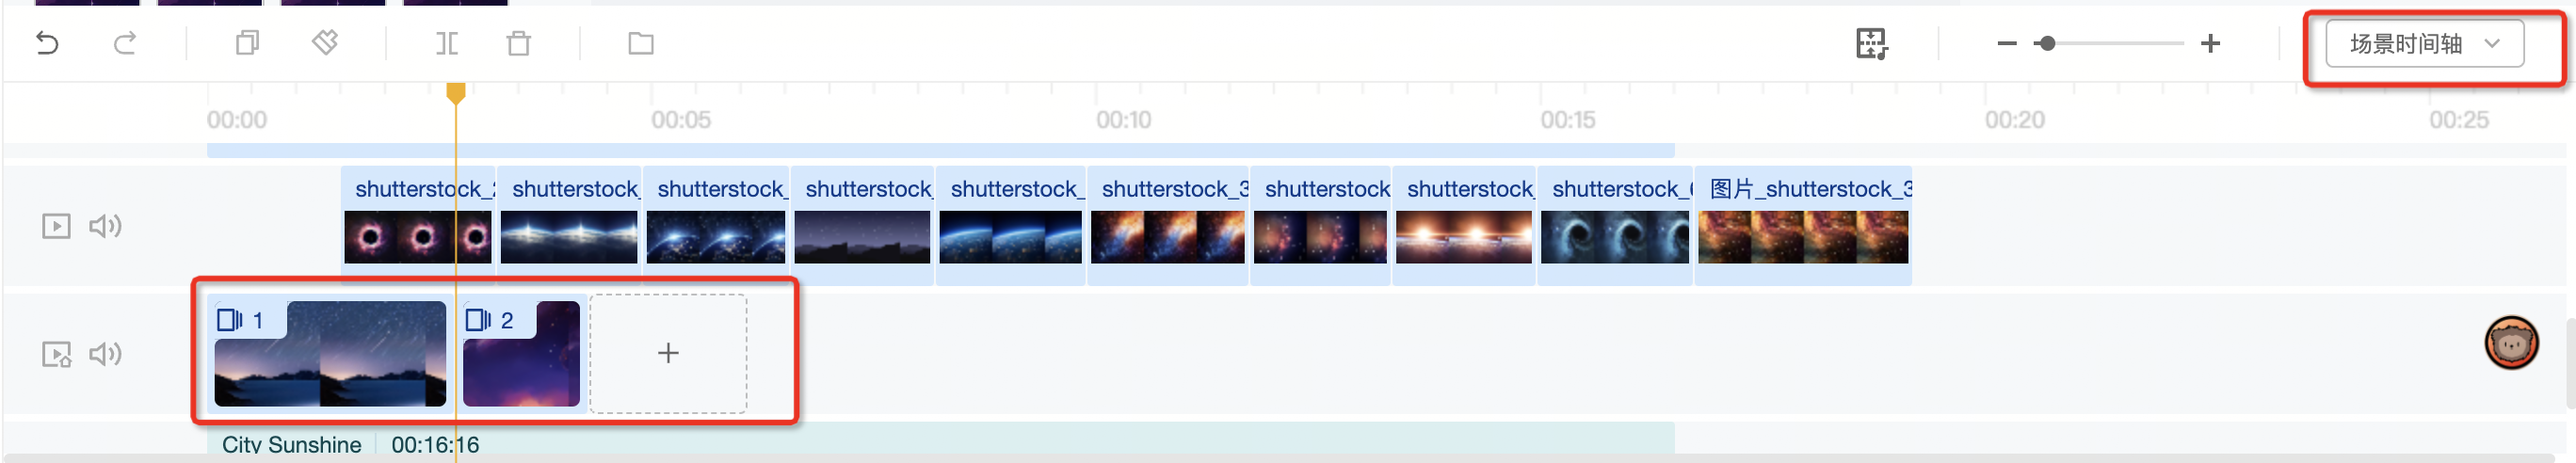 场景时间轴
00:00 00:05 00:10 00:15 00:20 00:25
shutterstock_2 shutterstock_ shutterstock_ shutterstock_ shutterstock_ shutterstock_3 shutterstock shutterstock_ shutterstock_6 图片_shutterstock_3
1 2
City Sunshine 00:16:16